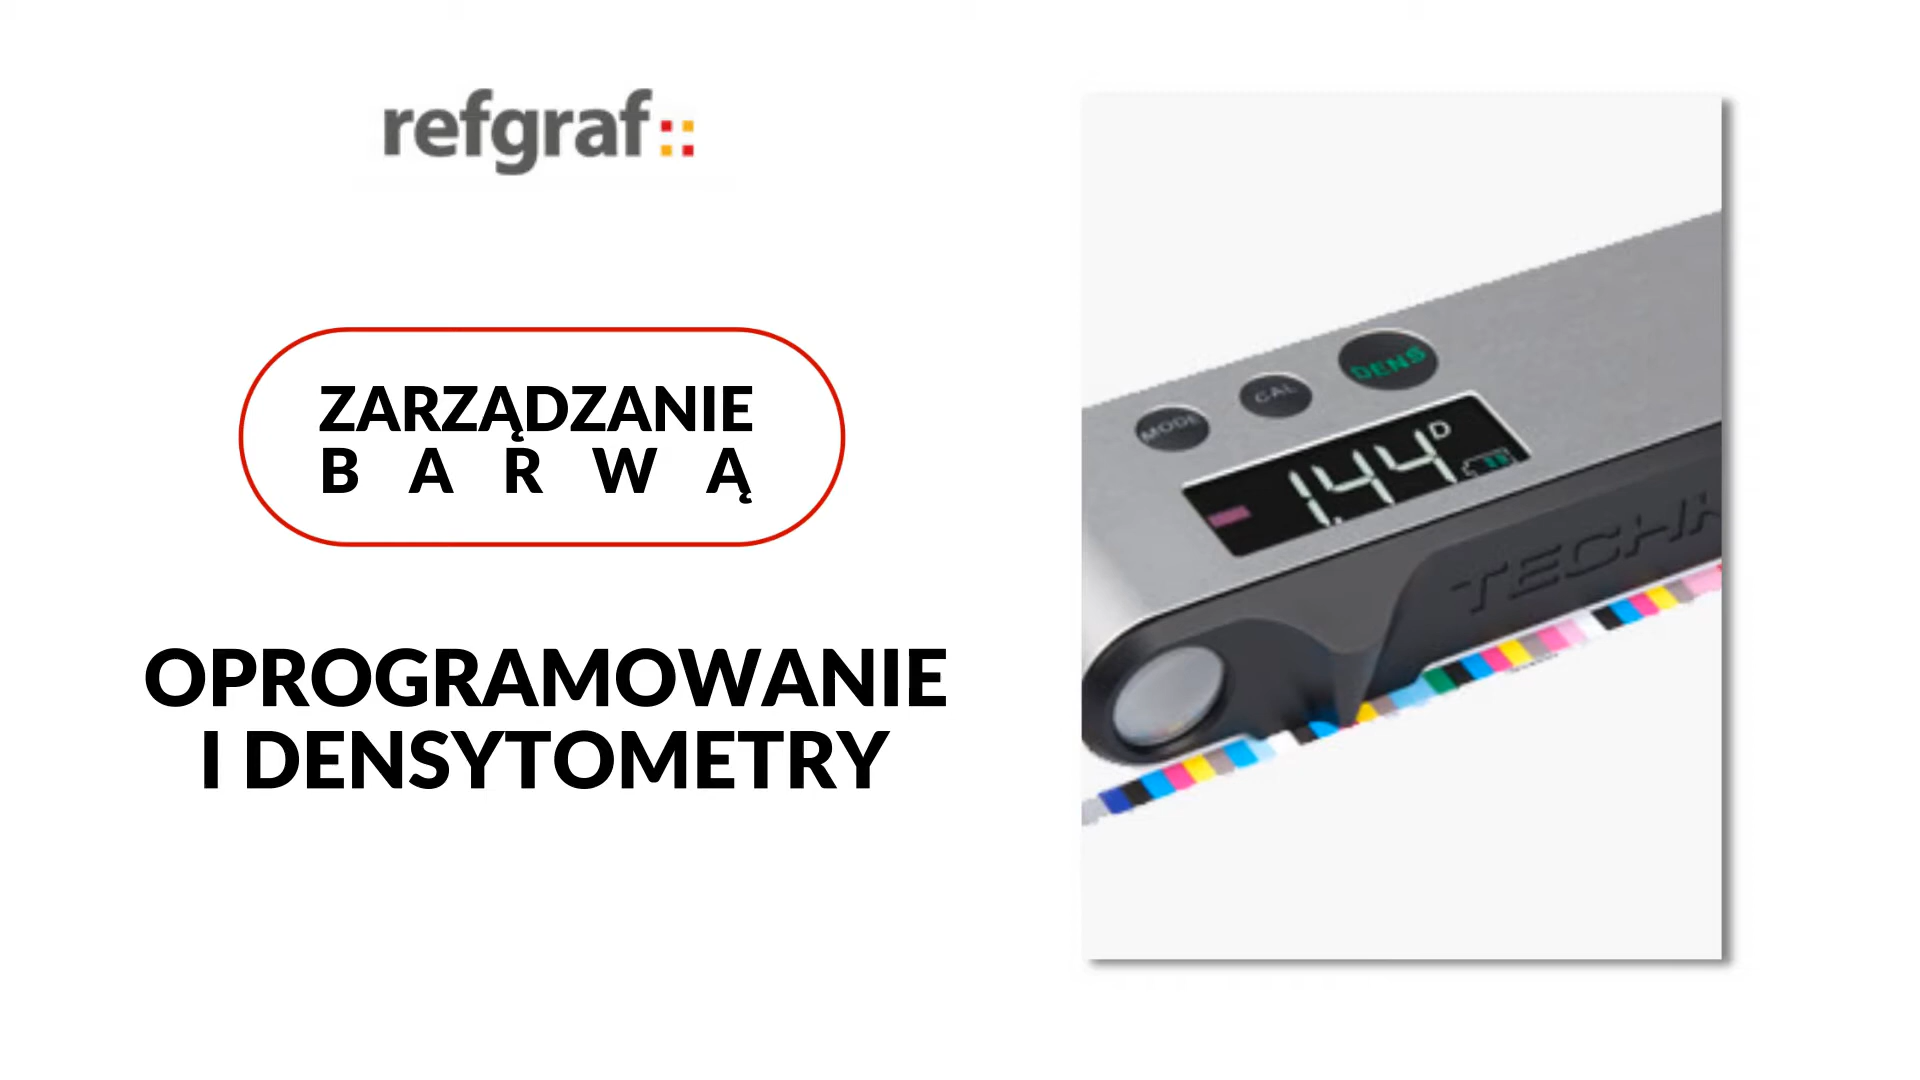 refgraf
ZARZĄDZANIE
B A R W Ą
OPROGRAMOWANIE
I DENSYTOMETRY
MODE
CAL
DENS
1.44 D